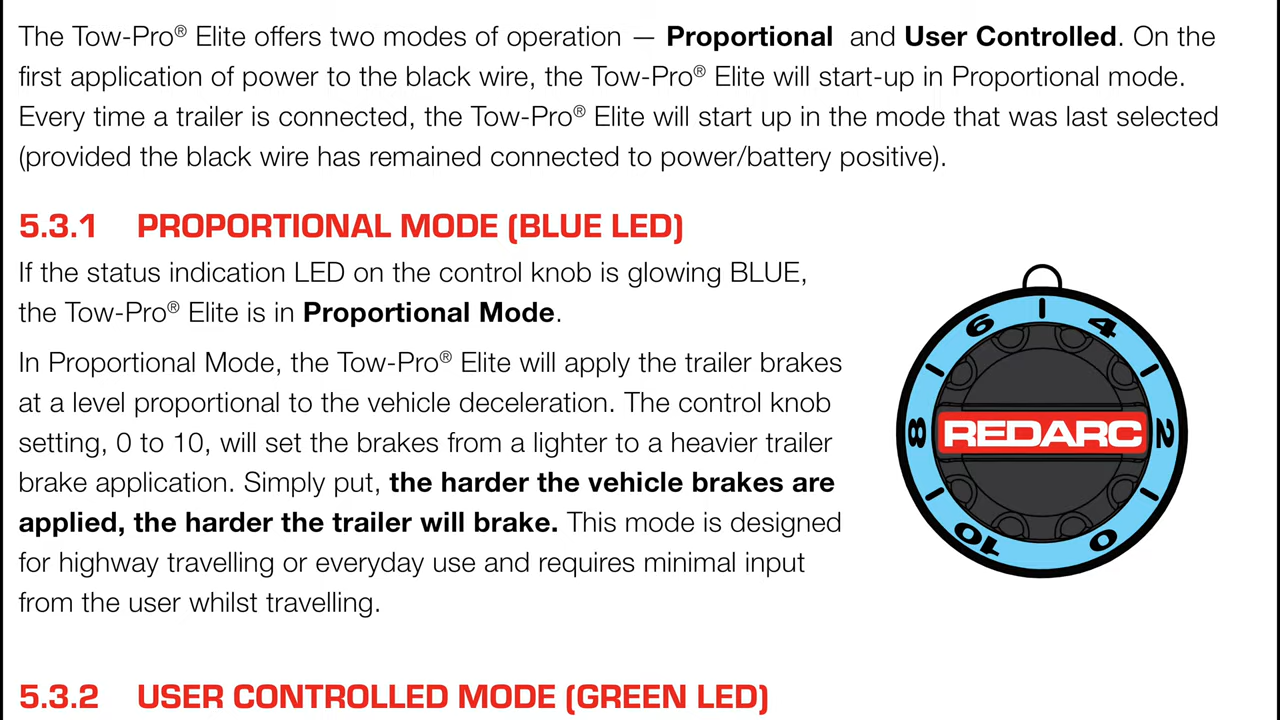 The Tow-Pro® Elite offers two modes of operation — Proportional and User Controlled. On the
first application of power to the black wire, the Tow-Pro® Elite will start-up in Proportional mode.
Every time a trailer is connected, the Tow-Pro® Elite will start up in the mode that was last selected
(provided the black wire has remained connected to power/battery positive).
5.3.1 PROPORTIONAL MODE (BLUE LED)
If the status indication LED on the control knob is glowing BLUE,
the Tow-Pro® Elite is in Proportional Mode.
In Proportional Mode, the Tow-Pro® Elite will apply the trailer brakes
at a level proportional to the vehicle deceleration. The control knob
setting, 0 to 10, will set the brakes from a lighter to a heavier trailer
brake application. Simply put, the harder the vehicle brakes are
applied, the harder the trailer will brake. This mode is designed
for highway travelling or everyday use and requires minimal input
from the user whilst travelling.
6 4
8 REDARC 2
10 0
5.3.2 USER CONTROLLED MODE (GREEN LED)